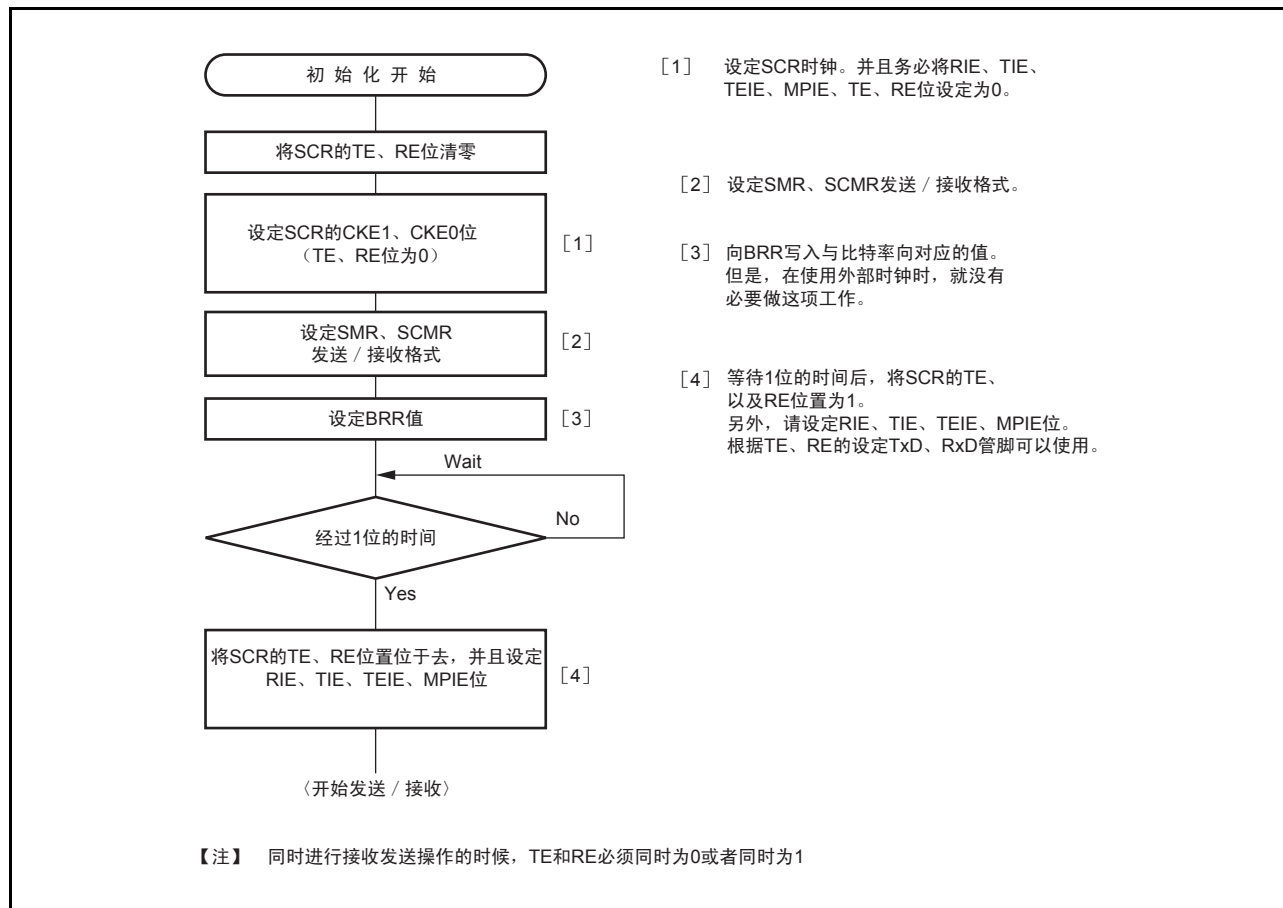 初 始 化 开 始
将SCR的TE、RE位清零
设定SCR的CKE1、CKE0位
（TE、RE位为0）
［1］
设定SMR、SCMR
发送／接收格式
［2］
设定BRR值
［3］
Wait
经过1位的时间
No
Yes
将SCR的TE、RE位置位于去，并且设定
RIE、TIE、TEIE、MPIE位
［4］
〈开始发送／接收〉
［1］ 设定SCR时钟。并且务必将RIE、TIE、
TEIE、MPIE、TE、RE位设定为0。
［2］ 设定SMR、SCMR发送／接收格式。
［3］ 向BRR写入与比特率向对应的值。
但是，在使用外部时钟时，就没有
必要做这项工作。
［4］ 等待1位的时间后，将SCR的TE、
以及RE位置为1。
另外，请设定RIE、TIE、TEIE、MPIE位。
根据TE、RE的设定TxD、RxD管脚可以使用。
【注】 同时进行接收发送操作的时候，TE和RE必须同时为0或者同时为1